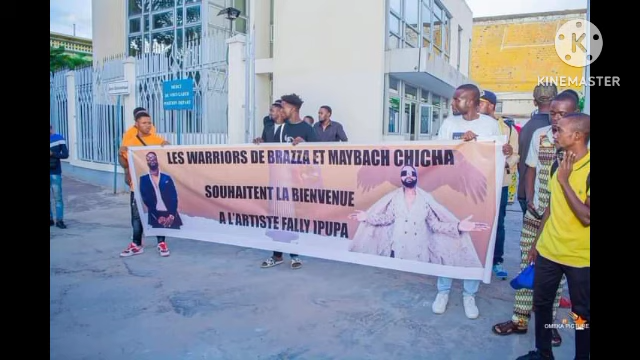 KINEMASTER
LES WARRIORS DE BRAZZA ET MAYBACH CHICHA
SOUHAITENT LA BIENVENUE
A L'ARTISTE FALLY IPUPA
OMEKA PICTURE